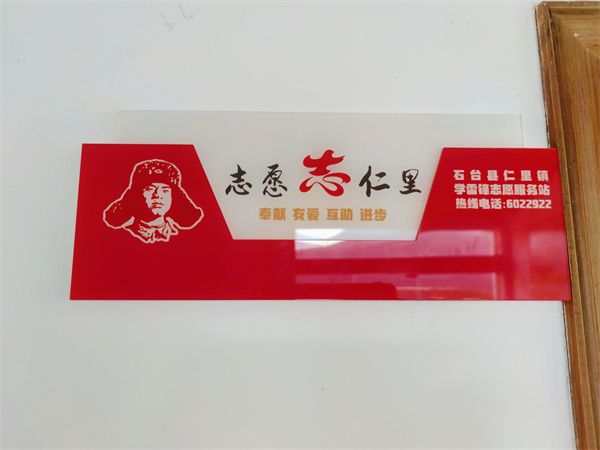 志愿志仁里
奉献 友爱 互助 进步
石台县仁里镇
学雷锋志愿服务站
热线电话:6022922